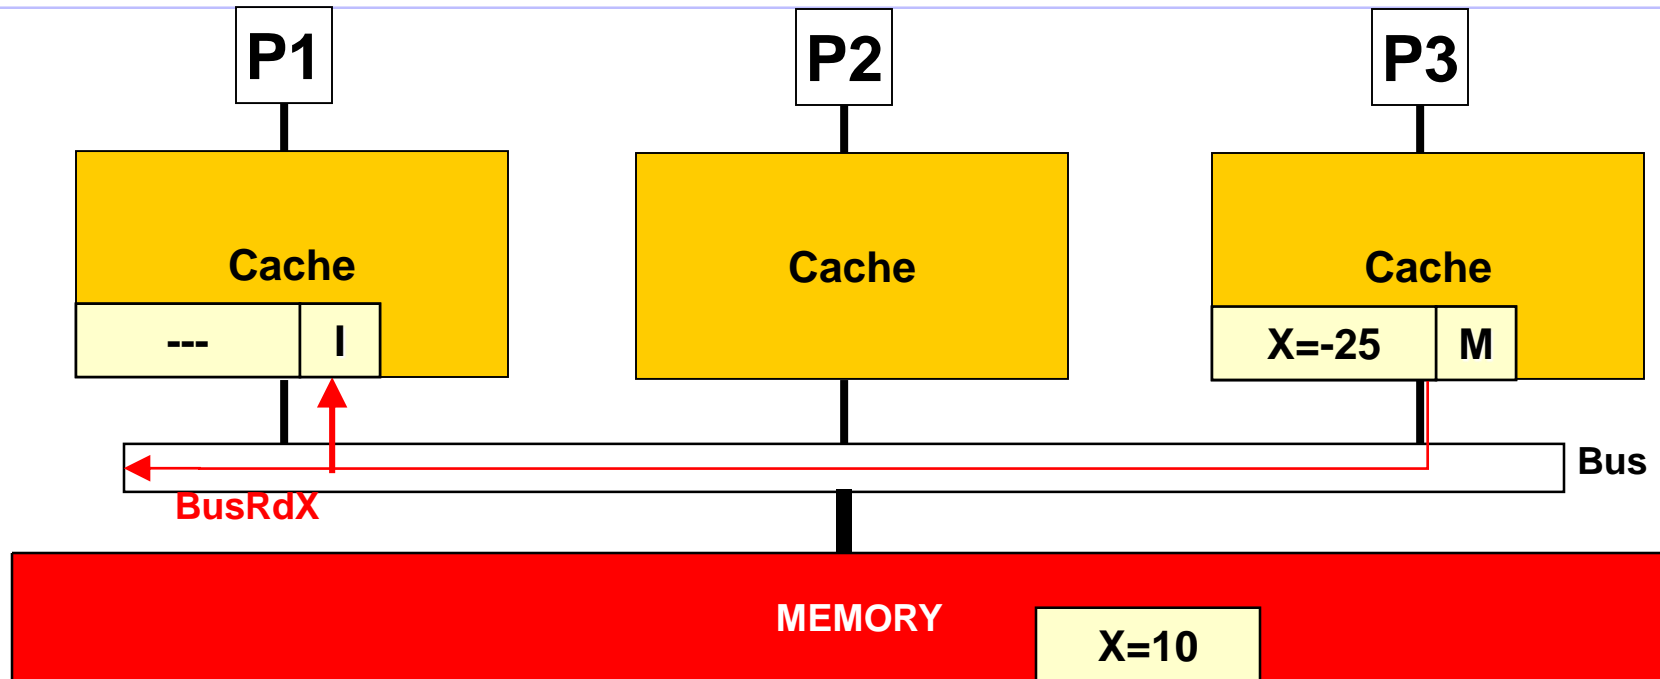 P1
P2
P3
Cache
Cache
Cache
--- I
X=-25 M
Bus
BusRdX
MEMORY
X=10